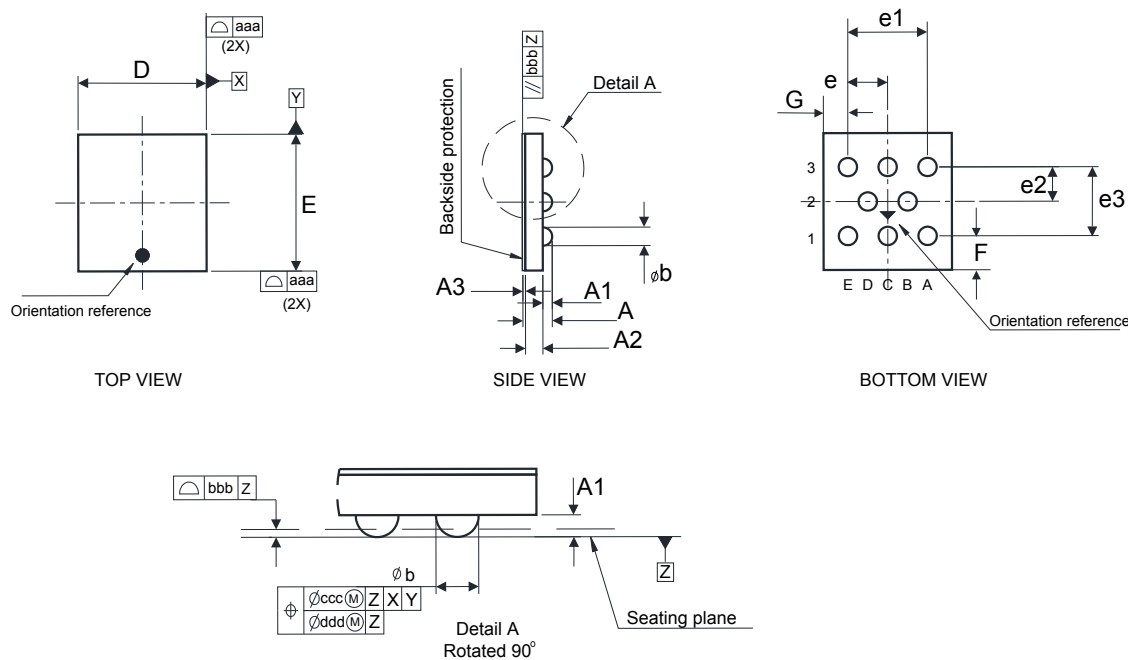 ⌓ aaa
(2X)
D
X
Y
E
⌓ aaa
(2X)
Orientation reference
TOP VIEW
// bbb Z
Backside protection
Detail A
A3
A1
A
A2
øb
SIDE VIEW
e1
e
G
3
2
1
e2
e3
F
E D C B A
Orientation reference
BOTTOM VIEW
⌓ bbb Z
A1
Z
øb
⌖ Øccc Ⓜ Z X Y
Øddd Ⓜ Z
Seating plane
Detail A
Rotated 90°